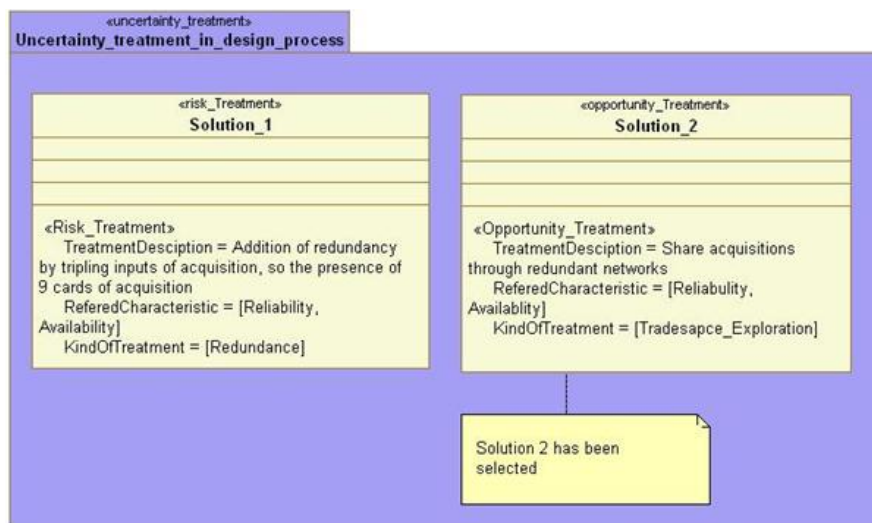 «uncertainty_treatment»
Uncertainty_treatment_in_design_process
«risk_Treatment»
Solution_1
«Risk_Treatment»
TreatmentDesciption = Addition of redundancy
by tripling inputs of acquisition, so the presence of
9 cards of acquisition
ReferedCharacteristic = [Reliability,
Availability]
KindOfTreatment = [Redundance]
«opportunity_Treatment»
Solution_2
«Opportunity_Treatment»
TreatmentDesciption = Share acquisitions
through redundant networks
ReferedCharacteristic = [Reliabulity,
Availablity]
KindOfTreatment = [Tradesapce_Exploration]
Solution 2 has been
selected